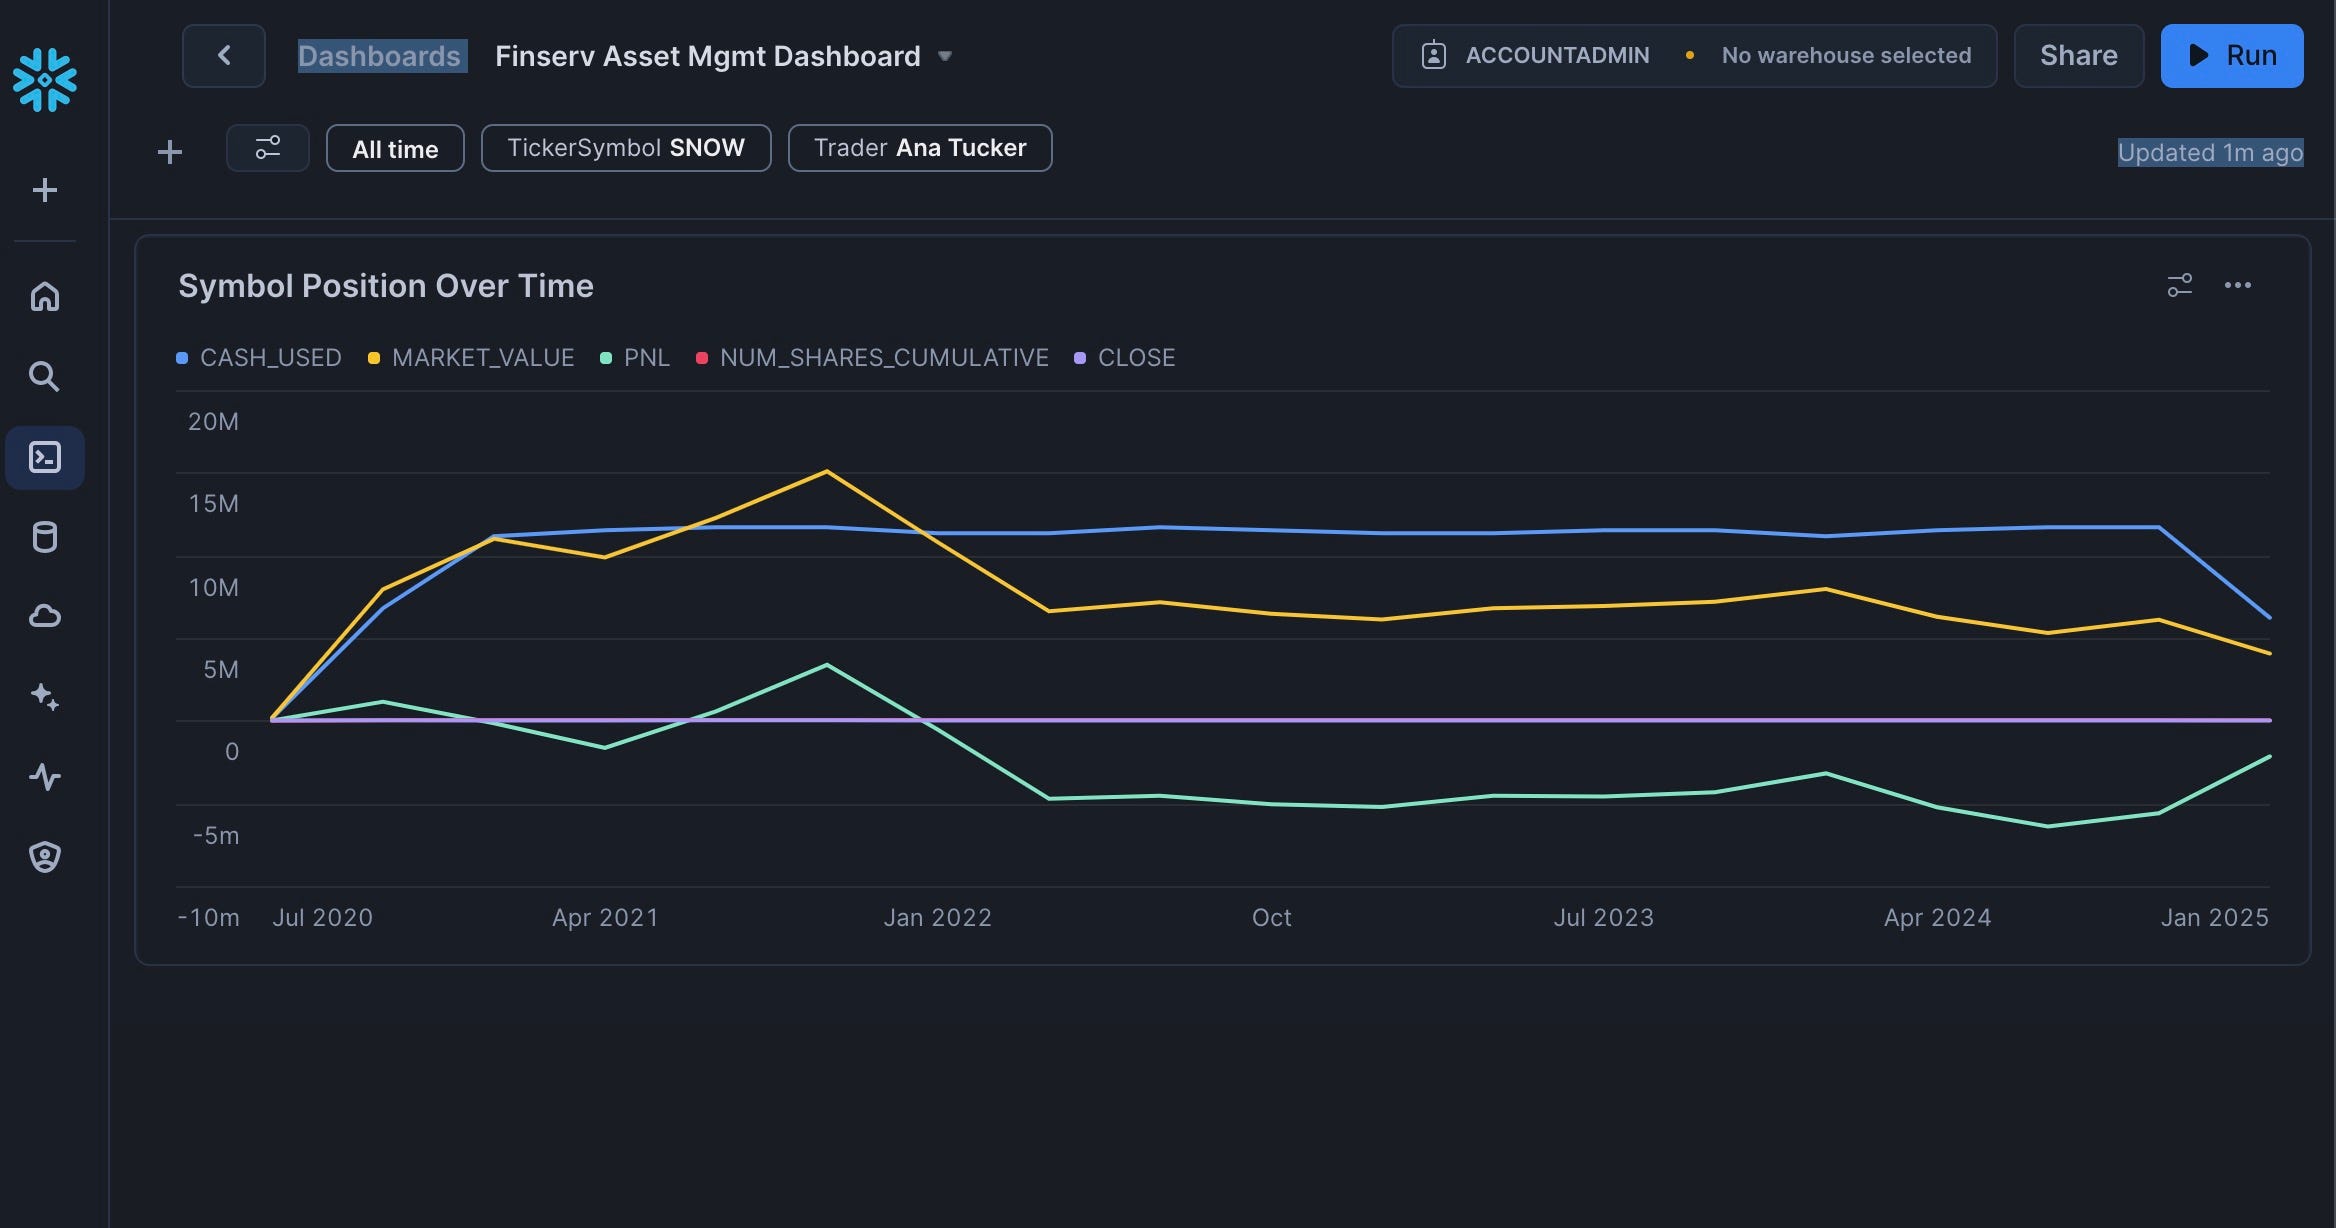 Dashboards Finserv Asset Mgmt Dashboard ACCOUNTADMIN No warehouse selected Share Run
All time TickerSymbol SNOW Trader Ana Tucker Updated 1m ago
Symbol Position Over Time
CASH_USED MARKET_VALUE PNL NUM_SHARES_CUMULATIVE CLOSE
20M
15M
10M
5M
0
-5m
-10m Jul 2020 Apr 2021 Jan 2022 Oct Jul 2023 Apr 2024 Jan 2025